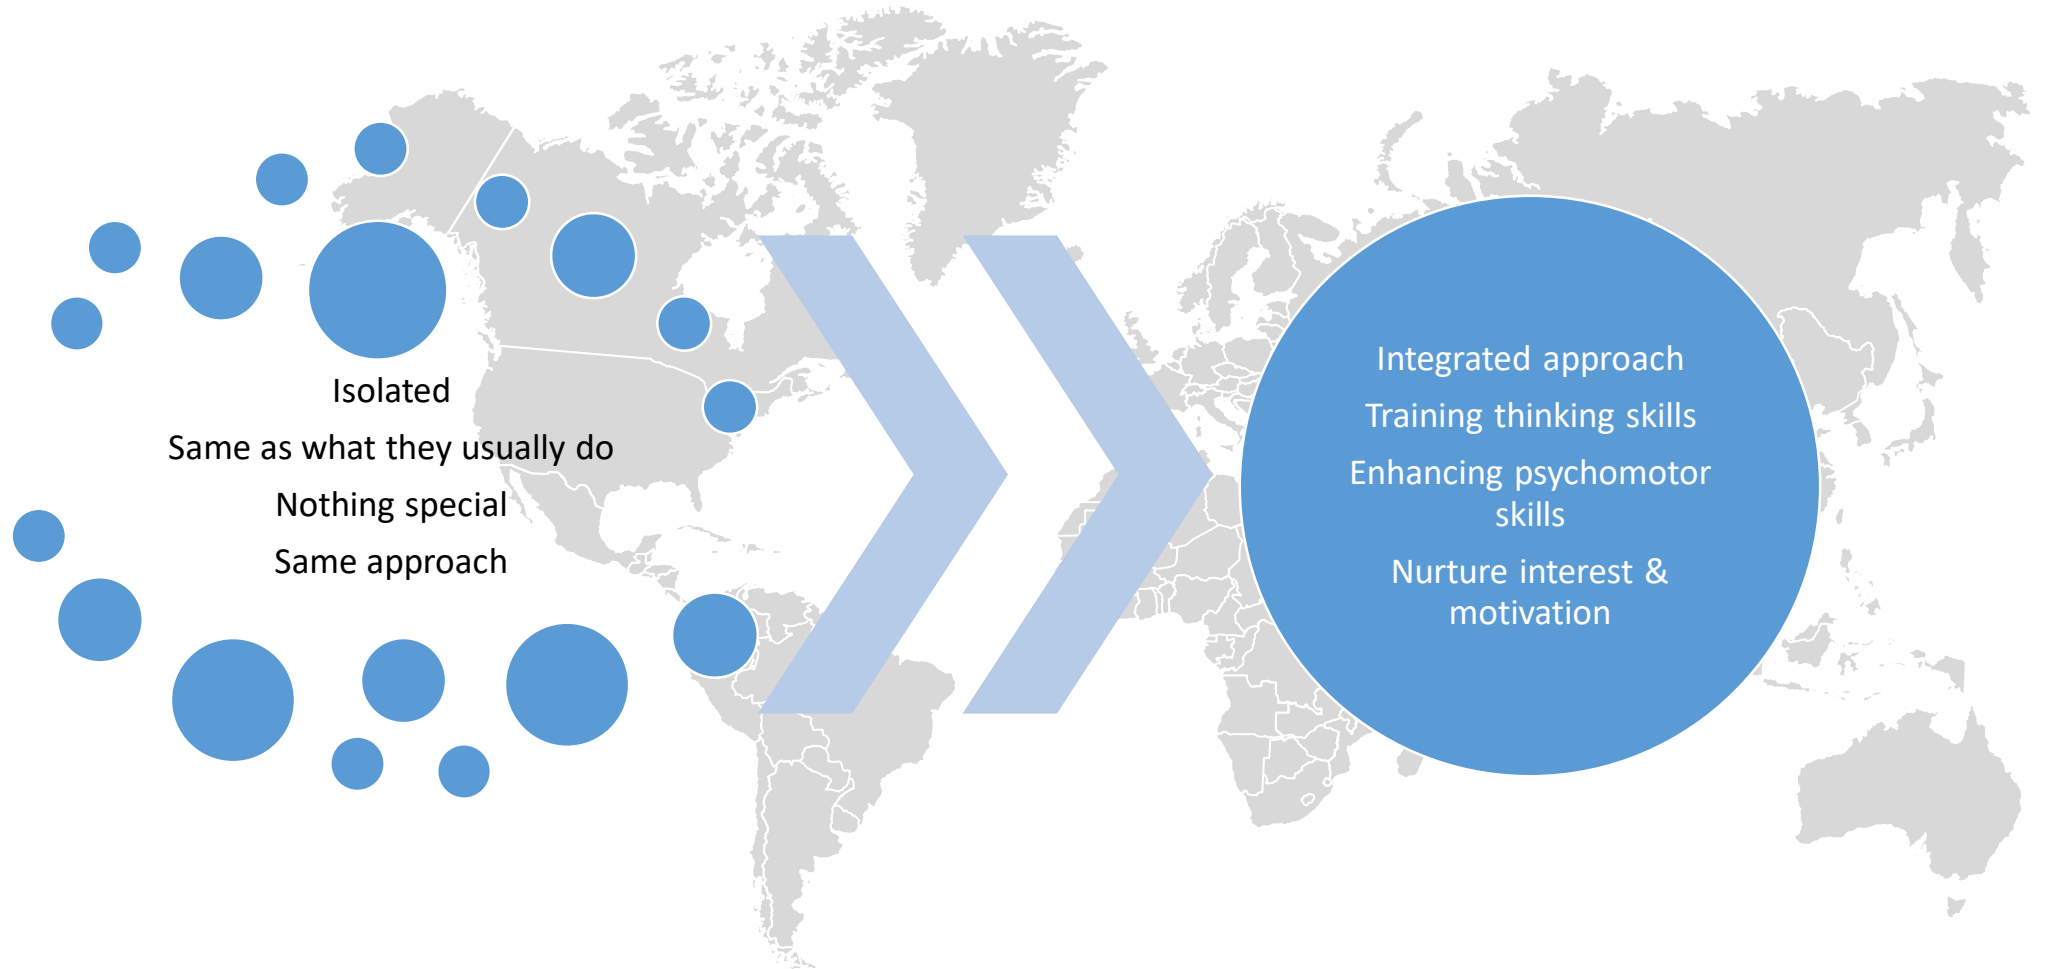 Isolated
Same as what they usually do
Nothing special
Same approach
Integrated approach
Training thinking skills
Enhancing psychomotor
skills
Nurture interest &
motivation